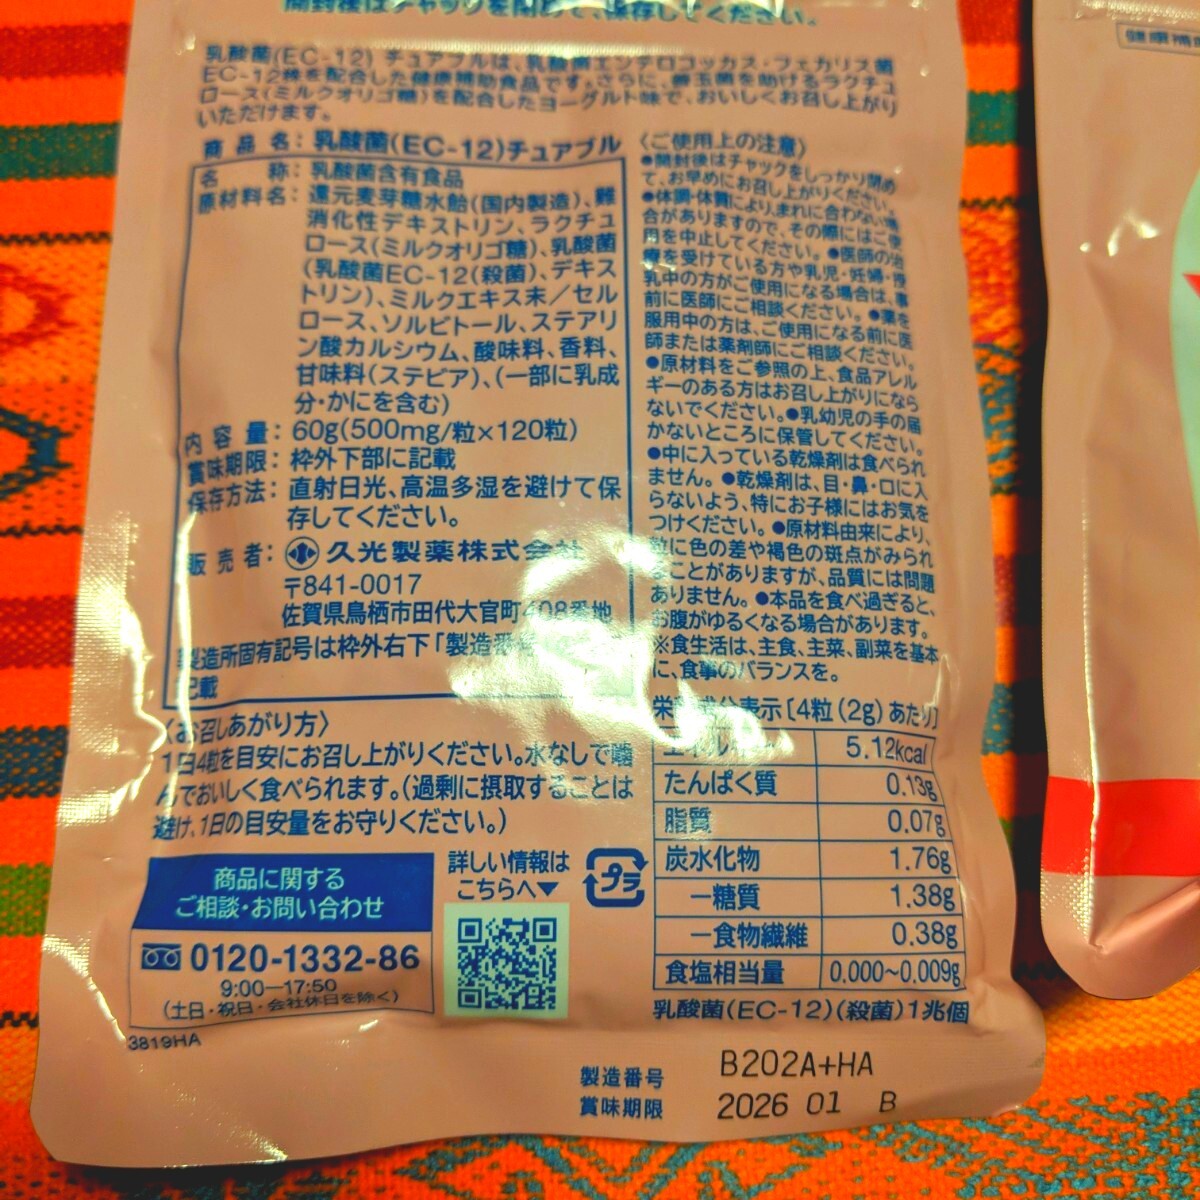 開封後はチャックを閉めて、保存してください。
乳酸菌(EC-12) チュアブルは、乳酸菌エンテロコッカス・フェカリス菌
EC-12株を配合した健康補助食品です。さらに、善玉菌を助けるラクチュ
ロース(ミルクオリゴ糖)を配合したヨーグルト味で、おいしくお召し上がり
いただけます。
商品名:乳酸菌(EC-12)チュアブル
名称:乳酸菌含有食品
原材料名:還元麦芽糖水飴(国内製造)、難
消化性デキストリン、ラクチュ
ロース(ミルクオリゴ糖)、乳酸菌
(乳酸菌EC-12(殺菌)、デキス
トリン)、ミルクエキス末/セル
ロース、ソルビトール、ステアリ
ン酸カルシウム、酸味料、香料、
甘味料(ステビア)、(一部に乳成
分・かにを含む)
内容量:60g(500mg/粒×120粒)
賞味期限:枠外下部に記載
保存方法:直射日光、高温多湿を避けて保
存してください。
販売者:久光製薬株式会社
〒841-0017
佐賀県鳥栖市田代大官町408番地
製造所固有記号は枠外右下「製造番
記載
〈お召しあがり方〉
1日4粒を目安にお召し上がりください。水なしで噛
んでおいしく食べられます。(過剰に摂取することは
避け、1日の目安量をお守りください。)
商品に関する
ご相談・お問い合わせ
0120-1332-86
9:00―17:50
(土日・祝日・会社休日を除く)
3819HA
詳しい情報は
こちらへ▼
プラ
〈ご使用上の注意〉
●開封後はチャックをしっかり閉め
て、お早めにお召し上がりください。
●体調・体質により、まれに合わない場
合がありますので、その際にはご使
用を中止してください。●医師の治
療を受けている方や乳児・妊婦・授
乳中の方がご使用になる場合は、事
前に医師にご相談ください。●薬を
服用中の方は、ご使用になる前に医
師または薬剤師にご相談ください。
●原材料をご参照の上、食品アレル
ギーのある方はお召し上がりになら
ないでください。●乳幼児の手の届
かないところに保管してください。
●中に入っている乾燥剤は食べられ
ません。●乾燥剤は、目・鼻・口に入
らないよう、特にお子様にはお気を
つけください。●原材料由来により、
粒に色の差や褐色の斑点がみられ
ることがありますが、品質には問題
ありません。●本品を食べ過ぎると、
お腹がゆるくなる場合があります。
※食生活は、主食、主菜、副菜を基本
に、食事のバランスを。
栄養成分表示〔4粒(2g)あたり〕
エネルギー 5.12kcal
たんぱく質 0.13g
脂質 0.07g
炭水化物 1.76g
―糖質 1.38g
―食物繊維 0.38g
食塩相当量 0.000~0.009g
乳酸菌(EC-12)(殺菌)1兆個
製造番号 B202A+HA
賞味期限 2026 01 B